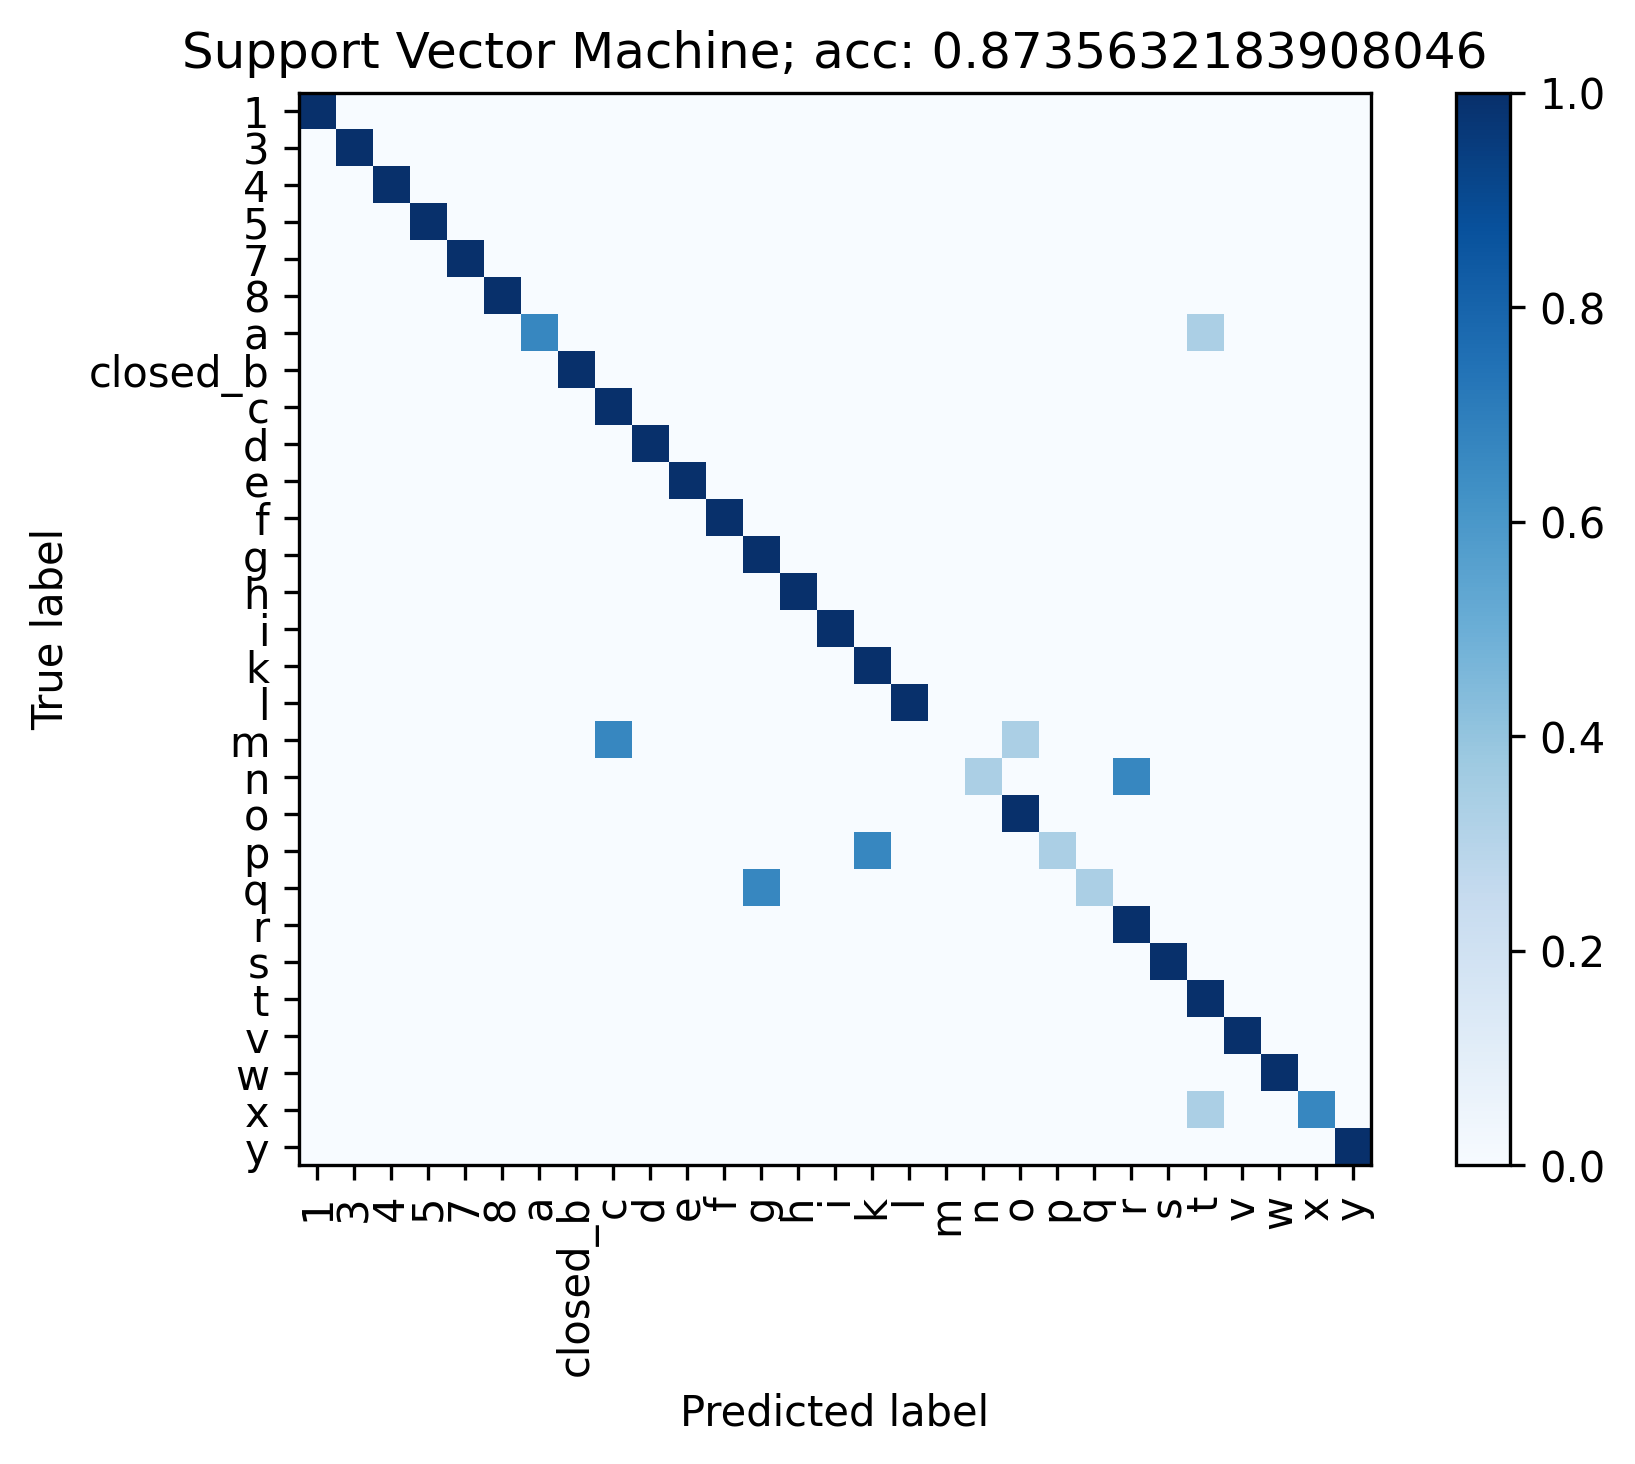 Support Vector Machine; acc: 0.8735632183908046
1
3
4
5
7
8
a
closed_b
c
d
e
f
g
h
i
k
l
m
n
o
p
q
r
s
t
v
w
x
y
True label
1 3 4 5 7 8 a closed_b c d e f g h i k l m n o p q r s t v w x y
Predicted label
1.0
0.8
0.6
0.4
0.2
0.0